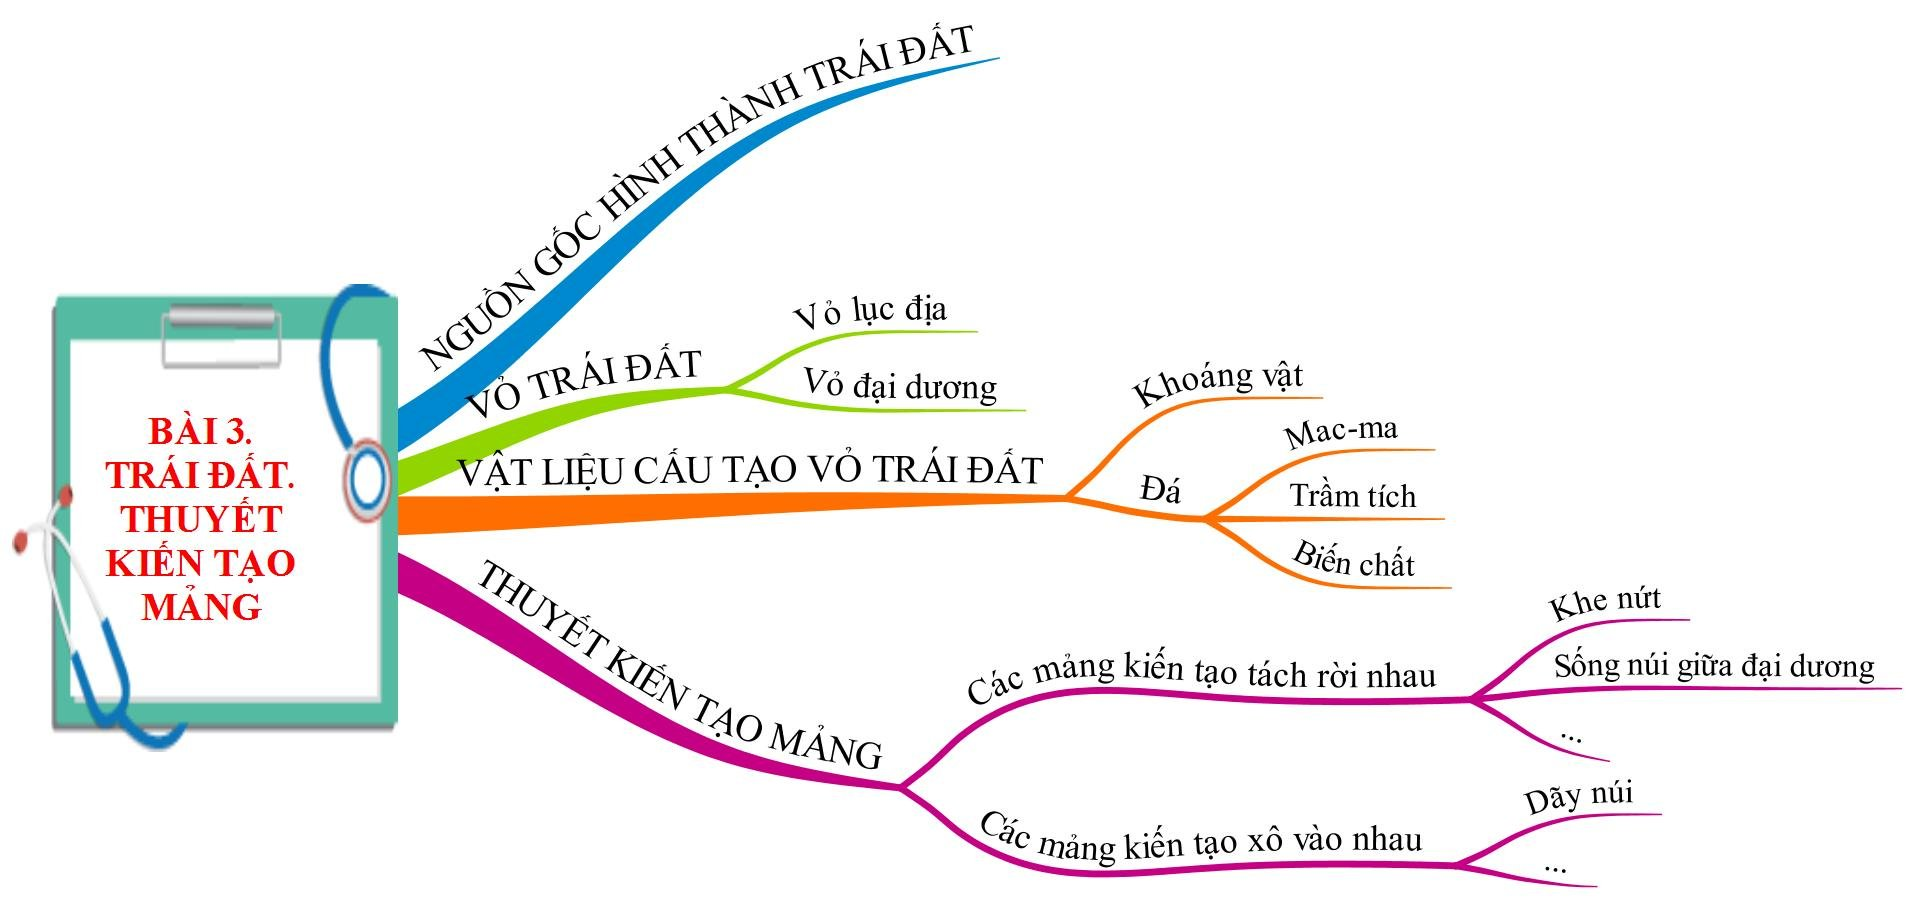 BÀI 3.
TRÁI ĐẤT.
THUYẾT
KIẾN TẠO
MẢNG
NGUỒN GỐC HÌNH THÀNH TRÁI ĐẤT
VỎ TRÁI ĐẤT
Vỏ lục địa
Vỏ đại dương
VẬT LIỆU CẤU TẠO VỎ TRÁI ĐẤT
Khoáng vật
Đá
Mac-ma
Trầm tích
Biến chất
THUYẾT KIẾN TẠO MẢNG
Các mảng kiến tạo tách rời nhau
Khe nứt
Sống núi giữa đại dương
...
Các mảng kiến tạo xô vào nhau
Dãy núi
...